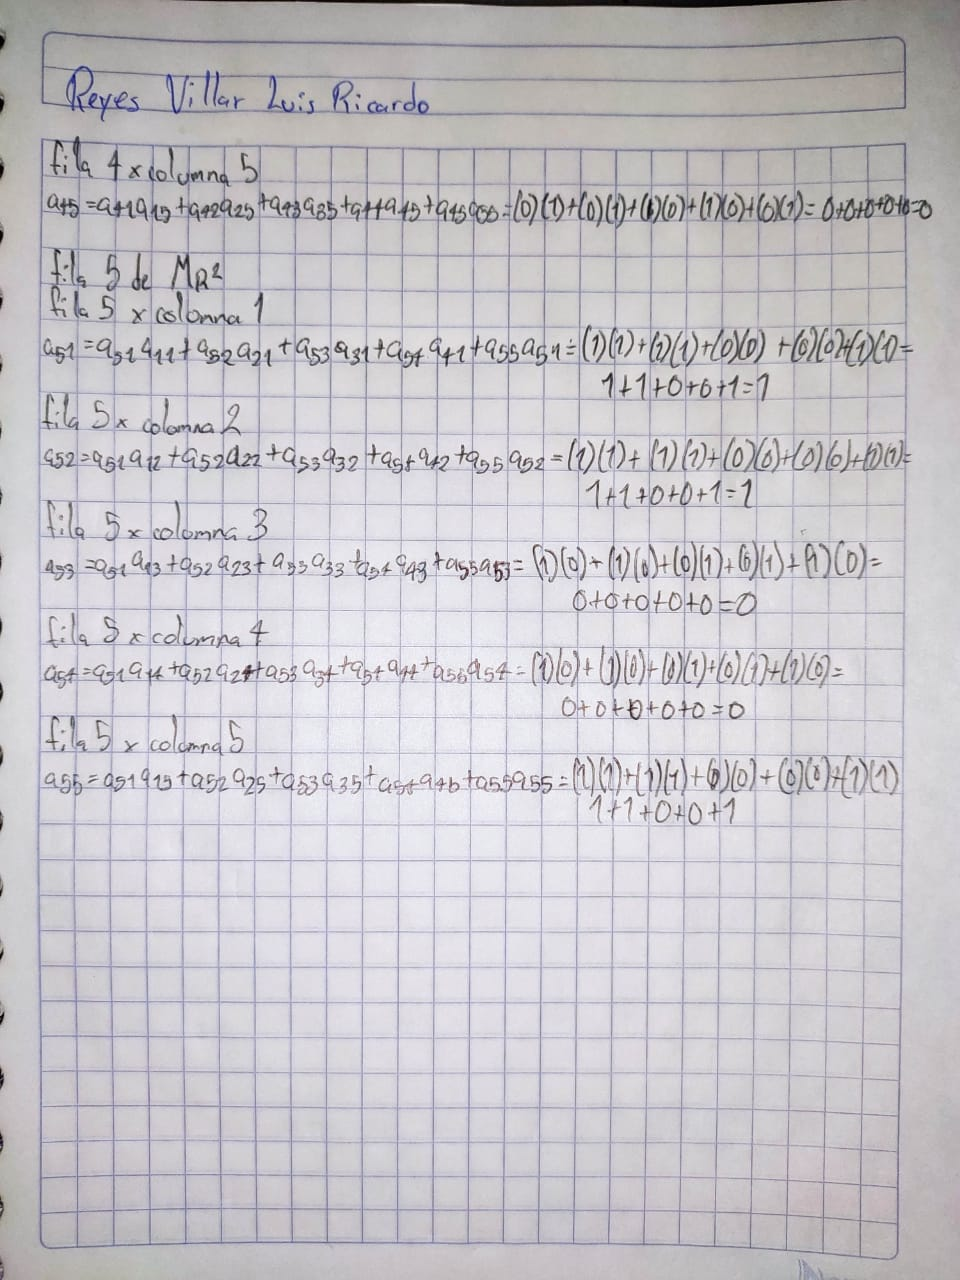 Reyes Villar Luis Ricardo
fila 4 x columna 5
a45 = a41a15 + a42a25 + a43a35 + a44a45 + a45a55 = (0)(1)+(0)(1)+(1)(0)+(1)(0)+(0)(1) = 0+0+0+0+0=0
fila 5 de MR²
fila 5 x colonna 1
a51 = a51a11 + a52a21 + a53a31 + a54a41 + a55a51 = (1)(1)+(1)(1)+(0)(0)+(0)(0)+(1)(1)=
1+1+0+0+1=1
fila 5 x colomna 2
a52 = a51a12 + a52a22 + a53a32 + a54a42 + a55a52 = (1)(1)+(1)(1)+(0)(0)+(0)(0)+(1)(1)=
1+1+0+0+1=1
fila 5 x colomna 3
a53 = a51a13 + a52a23 + a53a33 + a54a43 + a55a53 = (1)(0)+(1)(0)+(0)(1)+(0)(1)+(1)(0)=
0+0+0+0+0=0
fila 5 x columna 4
a54 = a51a14 + a52a24 + a53a34 + a54a44 + a55a54 = (1)(0)+(1)(0)+(0)(1)+(0)(1)+(1)(0)=
0+0+0+0+0=0
fila 5 x columna 5
a55 = a51a15 + a52a25 + a53a35 + a54a45 + a55a55 = (1)(1)+(1)(1)+(0)(0)+(0)(0)+(1)(1)
1+1+0+0+1